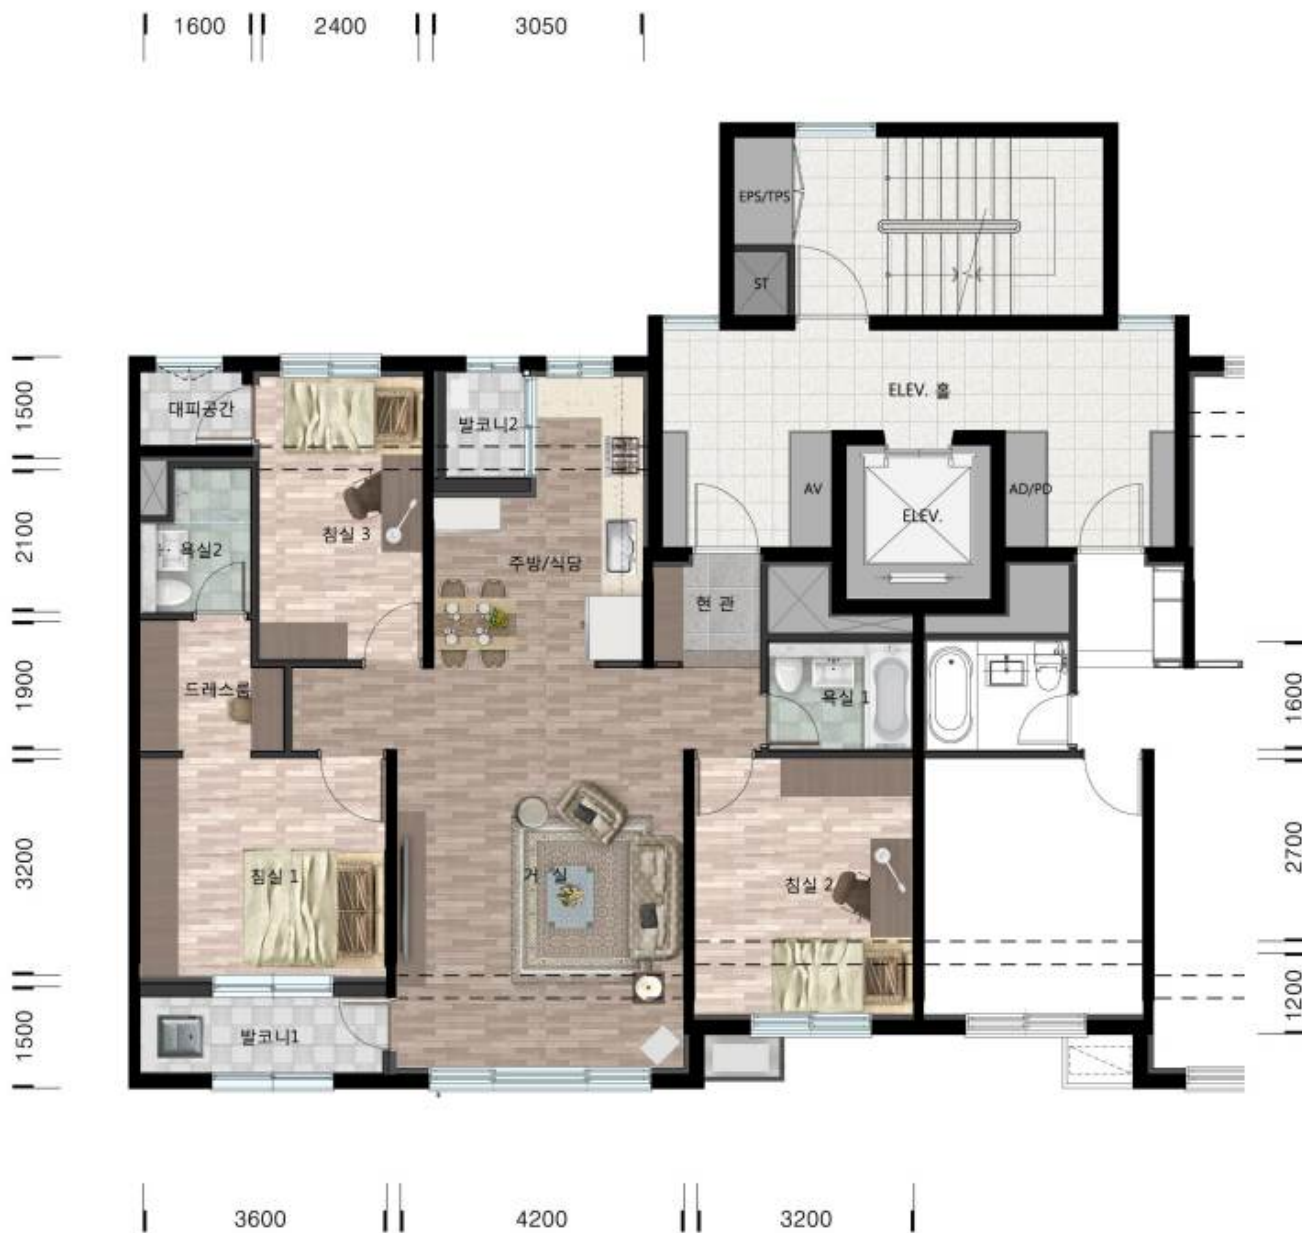 1600 2400 3050
EPS/TPS
ST
1500
ELEV. 홀
대피공간
발코니2
2100
AV
AD/PD
ELEV.
침실 3
욕실2
주방/식당
현 관
1900
드레스룸
욕실 1
1600
3200
침실 1
거 실
침실 2
2700
1500
발코니1
1200
3600 4200 3200